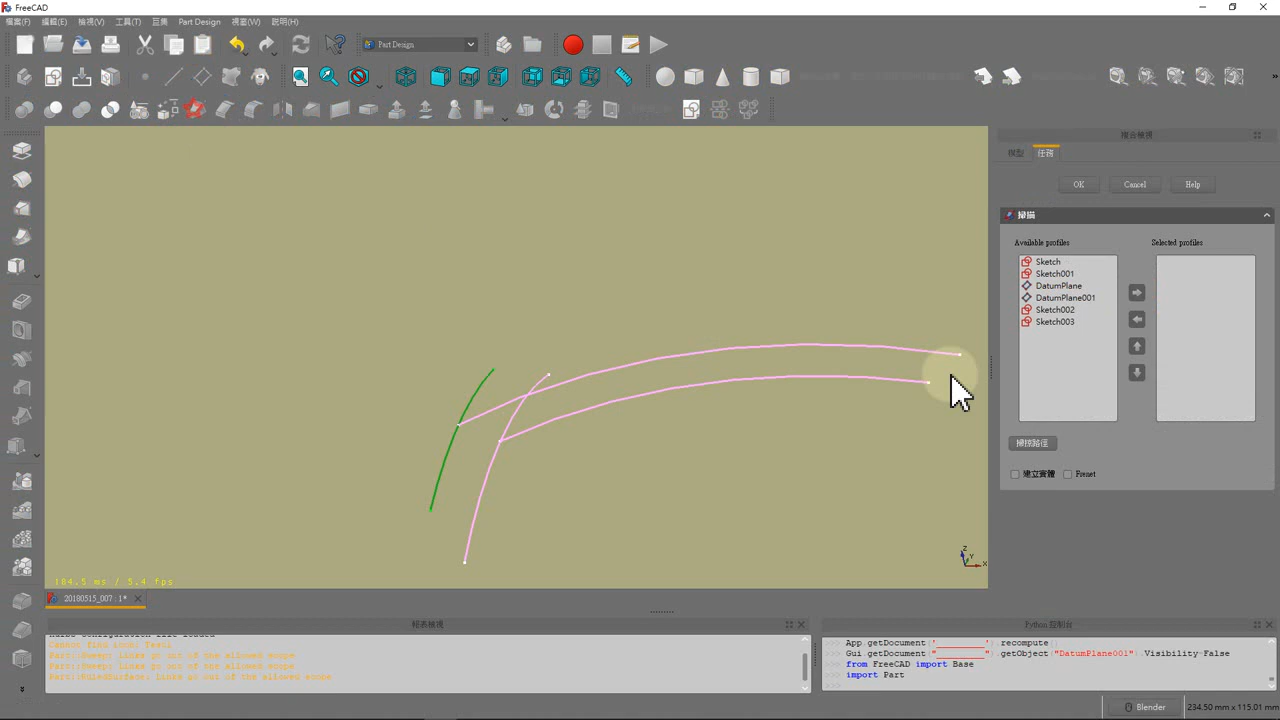 FreeCAD
檔案(F) 編輯(E) 檢視(V) 工具(T) 巨集 Part Design 視窗(W) 說明(H)
Part Design
複合檢視
模型 任務
OK Cancel Help
掃描
Available profiles Selected profiles
Sketch
Sketch001
DatumPlane
DatumPlane001
Sketch002
Sketch003
掃掠路徑
建立實體 Frenet
Z
Y
X
184.5 ms / 5.4 fps
20180515_007 : 1*
報表檢視
Cannot find icon: Test1
Part::Sweep: Links go out of the allowed scope
Part::Sweep: Links go out of the allowed scope
Part::RuledSurface: Links go out of the allowed scope
Python 控制台
>>> App.getDocument('_________').recompute()
>>> Gui.getDocument("_________").getObject("DatumPlane001").Visibility=False
>>> from FreeCAD import Base
>>> import Part
>>>
Blender 234.50 mm x 115.01 mm